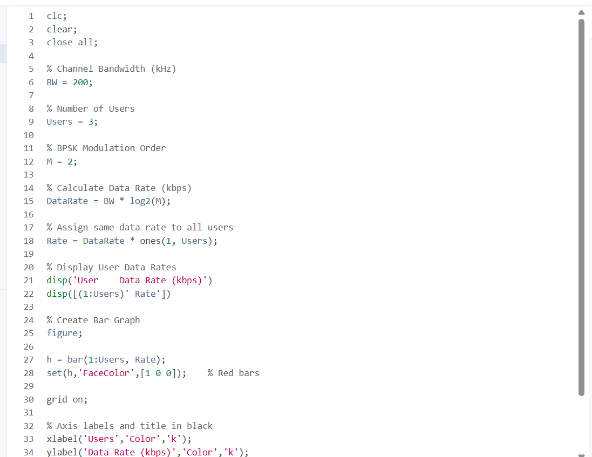 1 clc;
2 clear;
3 close all;
4
5 % Channel Bandwidth (kHz)
6 BW = 200;
7
8 % Number of Users
9 Users = 3;
10
11 % BPSK Modulation Order
12 M = 2;
13
14 % Calculate Data Rate (kbps)
15 DataRate = BW * log2(M);
16
17 % Assign same data rate to all users
18 Rate = DataRate * ones(1, Users);
19
20 % Display User Data Rates
21 disp('User    Data Rate (kbps)')
22 disp([(1:Users)' Rate'])
23
24 % Create Bar Graph
25 figure;
26
27 h = bar(1:Users, Rate);
28 set(h,'FaceColor',[1 0 0]);    % Red bars
29
30 grid on;
31
32 % Axis labels and title in black
33 xlabel('Users','Color','k');
34 ylabel('Data Rate (kbps)','Color','k');